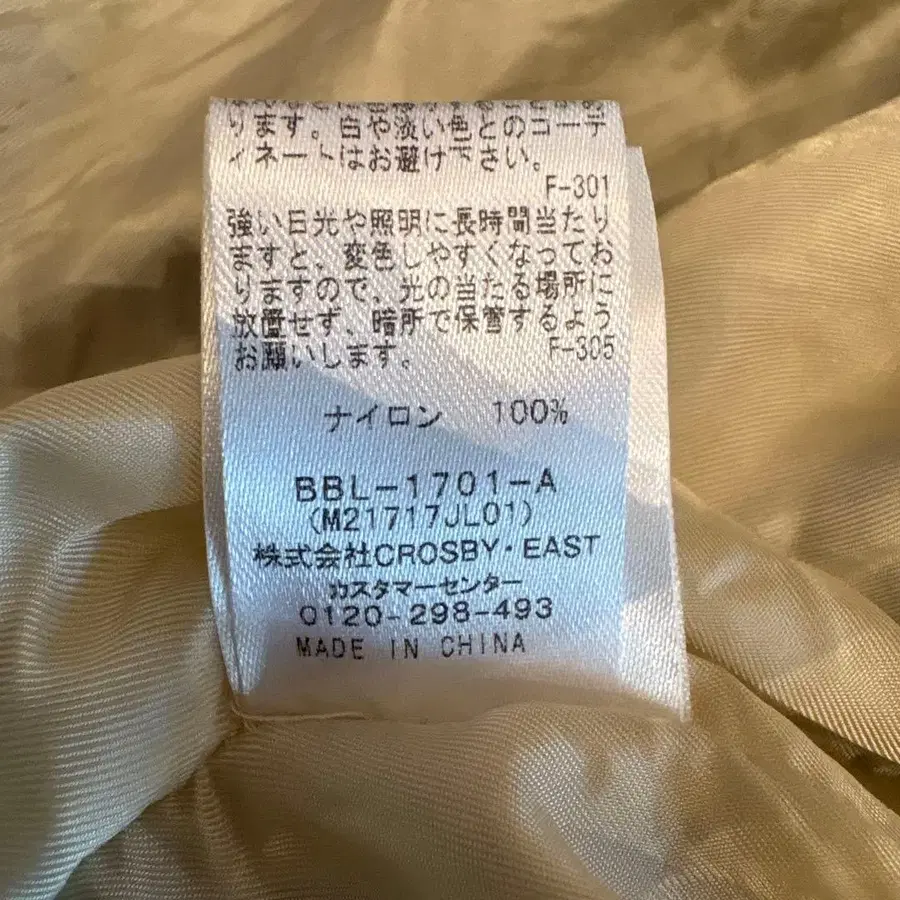 ります。白や淡い色とのコーデ
ィネートはお避け下さい。
F-301
強い日光や照明に長時間当たり
ますと、変色しやすくなってお
りますので、光の当たる場所に
放置せず、暗所で保管するよう
お願いします。 F-305
ナイロン 100%
BBL-1701-A
(M21717JL01)
株式会社CROSBY・EAST
カスタマーセンター
0120-298-493
MADE IN CHINA